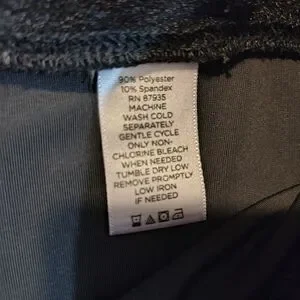 90% Polyester
10% Spandex
RN 87935
MACHINE
WASH COLD
SEPARATELY
GENTLE CYCLE
ONLY NON-
CHLORINE BLEACH
WHEN NEEDED
TUMBLE DRY LOW
REMOVE PROMPTLY
LOW IRON
IF NEEDED